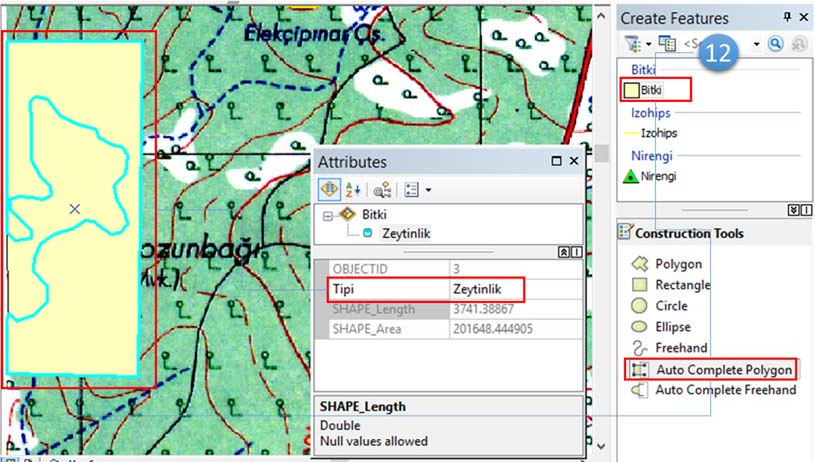 Elekçipınar Çş.
ozunbağı
Mvk.)
Attributes
Bitki
Zeytinlik
OBJECTID 3
Tipi Zeytinlik
SHAPE_Length 3741.38867
SHAPE_Area 201648.444905
SHAPE_Length
Double
Null values allowed
Create Features
12
Bitki
Bitki
Izohips
Izohips
Nirengi
Nirengi
Construction Tools
Polygon
Rectangle
Circle
Ellipse
Freehand
Auto Complete Polygon
Auto Complete Freehand